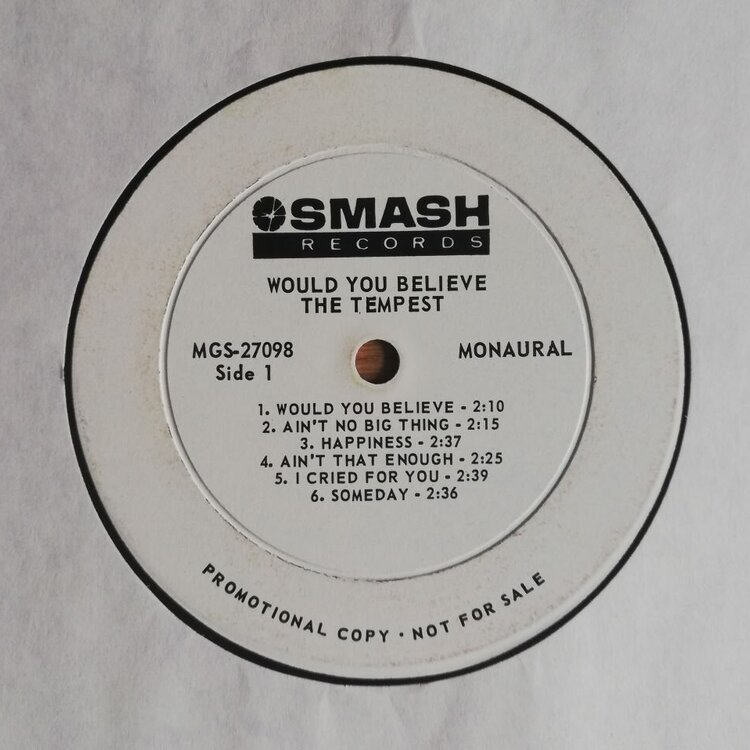 SMASH
RECORDS
WOULD YOU BELIEVE
THE TEMPEST
MGS-27098
MONAURAL
Side 1
1. WOULD YOU BELIEVE - 2:10
2. AIN'T NO BIG THING - 2:15
3. HAPPINESS - 2:37
4. AIN'T THAT ENOUGH - 2:25
5. I CRIED FOR YOU - 2:39
6. SOMEDAY - 2:36
PROMOTIONAL COPY • NOT FOR SALE